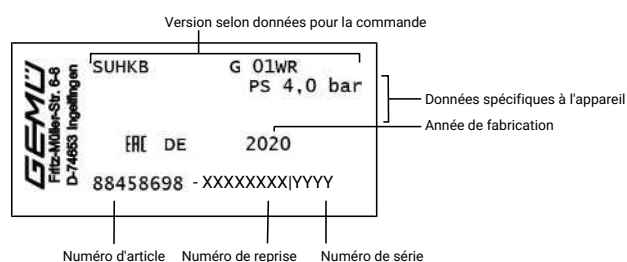 Version selon données pour la commande
GEMÜ
Fritz-Müller-Str. 6-8
D-74653 Ingelfingen
SUHKB G 01WR
PS 4,0 bar
Données spécifiques à l'appareil
Année de fabrication
EAC DE 2020
88458698 - XXXXXXXX|YYYY
Numéro d'article Numéro de reprise Numéro de série